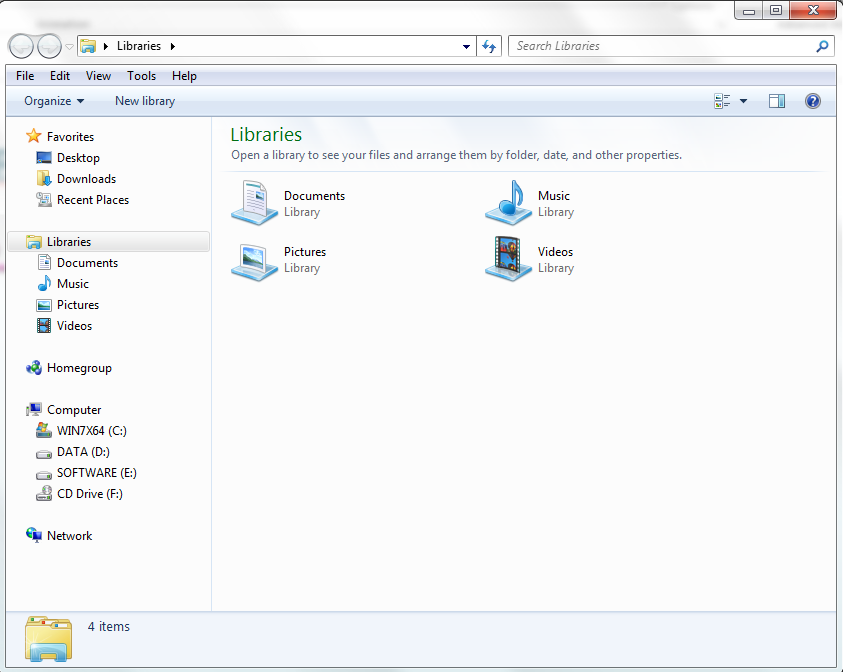 Libraries
Search Libraries
File Edit View Tools Help
Organize New library
Favorites
Desktop
Downloads
Recent Places
Libraries
Documents
Music
Pictures
Videos
Homegroup
Computer
WIN7X64 (C:)
DATA (D:)
SOFTWARE (E:)
CD Drive (F:)
Network
Libraries
Open a library to see your files and arrange them by folder, date, and other properties.
Documents
Library
Music
Library
Pictures
Library
Videos
Library
4 items